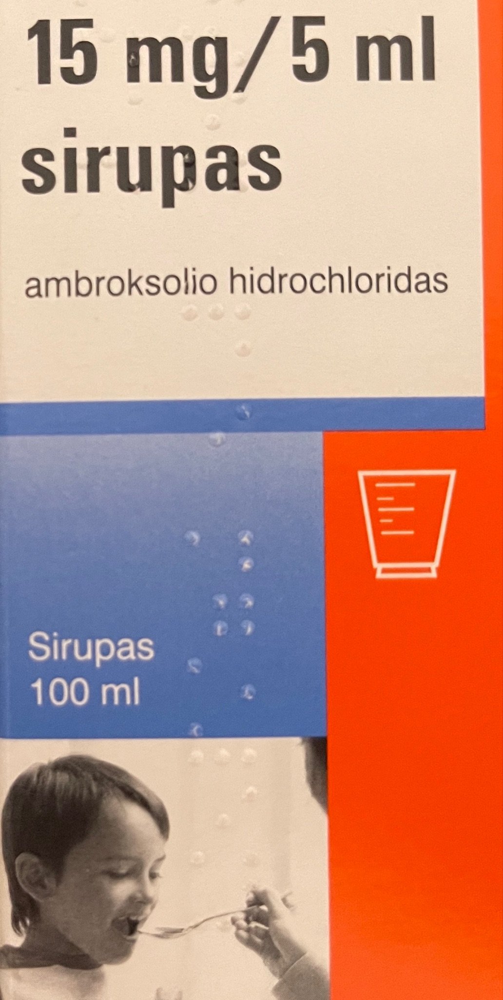 15 mg/5 ml
sirupas
ambroksolio hidrochloridas
Sirupas
100 ml